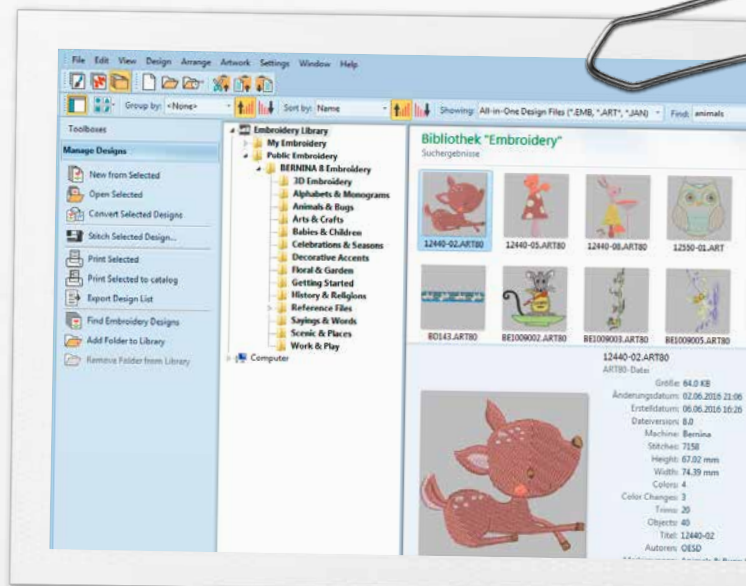 File Edit View Design Arrange Artwork Settings Window Help
Group by: <None> Sort by: Name Showing: All-in-One Design Files (*.EMB, *.ART*, *.JAN) Find: animals
Toolboxes
Manage Designs
New from Selected
Open Selected
Convert Selected Designs
Stitch Selected Design...
Print Selected
Print Selected to catalog
Export Design List
Find Embroidery Designs
Add Folder to Library
Remove Folder from Library
Embroidery Library
My Embroidery
Public Embroidery
BERNINA 8 Embroidery
3D Embroidery
Alphabets & Monograms
Animals & Bugs
Arts & Crafts
Babies & Children
Celebrations & Seasons
Decorative Accents
Floral & Garden
Getting Started
History & Religions
Reference Files
Sayings & Words
Scenic & Places
Work & Play
Computer
Bibliothek "Embroidery"
Suchergebnisse
12440-02.ART80 12440-05.ART80 12440-08.ART80 12550-01.ART
BD143.ART80 BE1009002.ART80 BE1009003.ART80 BE1009005.ART80
12440-02.ART80
ART80-Datei
Größe: 64.0 KB
Änderungsdatum: 02.06.2016 21:06
Erstelldatum: 06.06.2016 16:26
Dateiversion: 8.0
Machine: Bernina
Stitches: 7158
Height: 67.02 mm
Width: 74.39 mm
Colors: 4
Color Changes: 3
Trims: 20
Objects: 40
Titel: 12440-02
Autoren: OESD